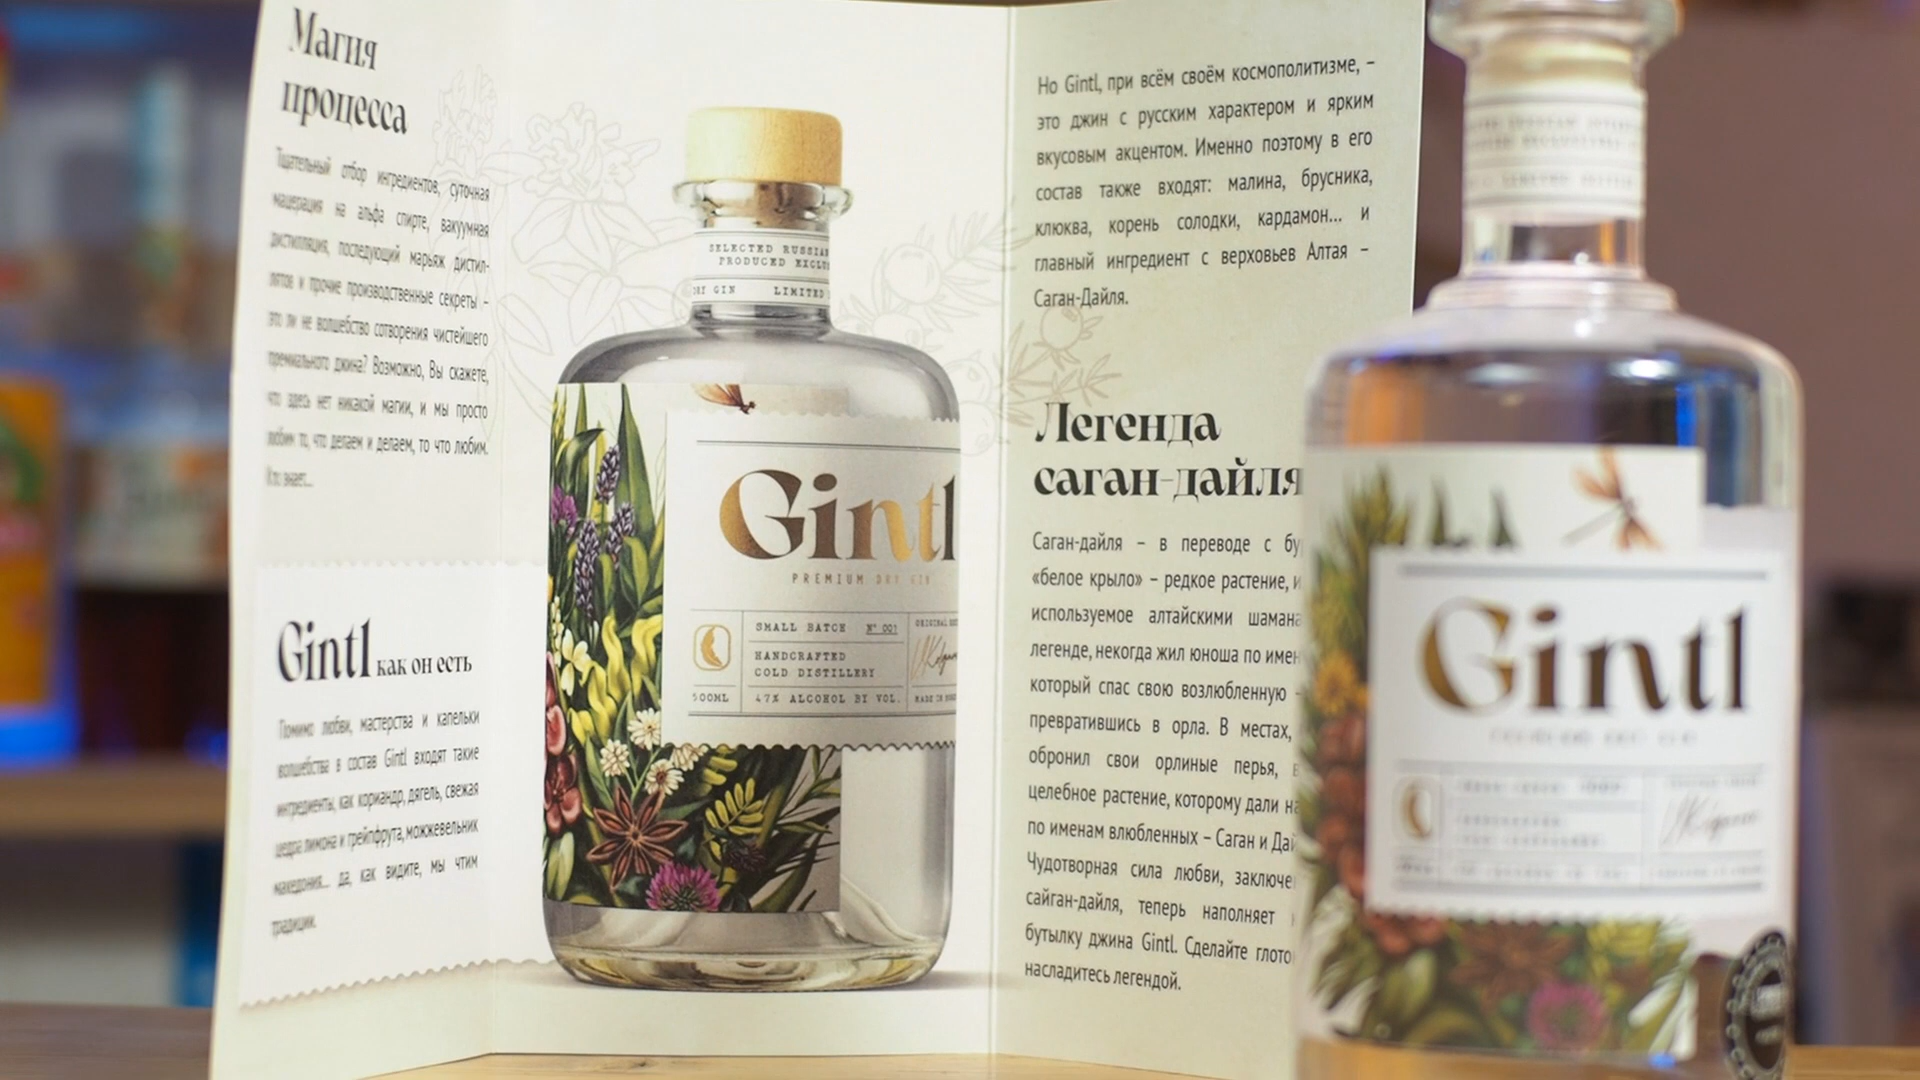 Магия
процесса
Тщательный отбор ингредиентов, суточная
мацерация на альфа спирте, вакуумная
дистилляция, последующий марьяж дистил-
лятов и прочие производственные секреты –
это ли не волшебство сотворения чистейшего
премиального джина? Возможно, Вы скажете,
что здесь нет никакой магии, и мы просто
любим то, что делаем и делаем, то что любим.
Кто знает...
Gintl как он есть
Помимо любви, мастерства и капельки
волшебства в состав Gintl входят такие
ингредиенты, как кориандр, дягель, свежая
цедра лимона и грейпфрута, можжевельник
македония... да, как видите, мы чтим
традиции.
SELECTED RUSSIAN
PRODUCED EXCLU
DRY GIN LIMITED
Gintl
PREMIUM DRY GIN
SMALL BATCH Nº 001
ORIGINAL
HANDCRAFTED
COLD DISTILLERY
500ML 47% ALCOHOL BY VOL. MADE IN
Но Gintl, при всём своём космополитизме, –
это джин с русским характером и ярким
вкусовым акцентом. Именно поэтому в его
состав также входят: малина, брусника,
клюква, корень солодки, кардамон... и
главный ингредиент с верховьев Алтая –
Саган-Дайля.
Легенда
саган-дайля
Саган-дайля – в переводе с бу
«белое крыло» – редкое растение, и
используемое алтайскими шамана
легенде, некогда жил юноша по имен
который спас свою возлюбленную –
превратившись в орла. В местах,
обронил свои орлиные перья, в
целебное растение, которому дали на
по именам влюбленных – Саган и Дай
Чудотворная сила любви, заключе
сайган-дайля, теперь наполняет
бутылку джина Gintl. Сделайте глото
насладитесь легендой.
Gintl